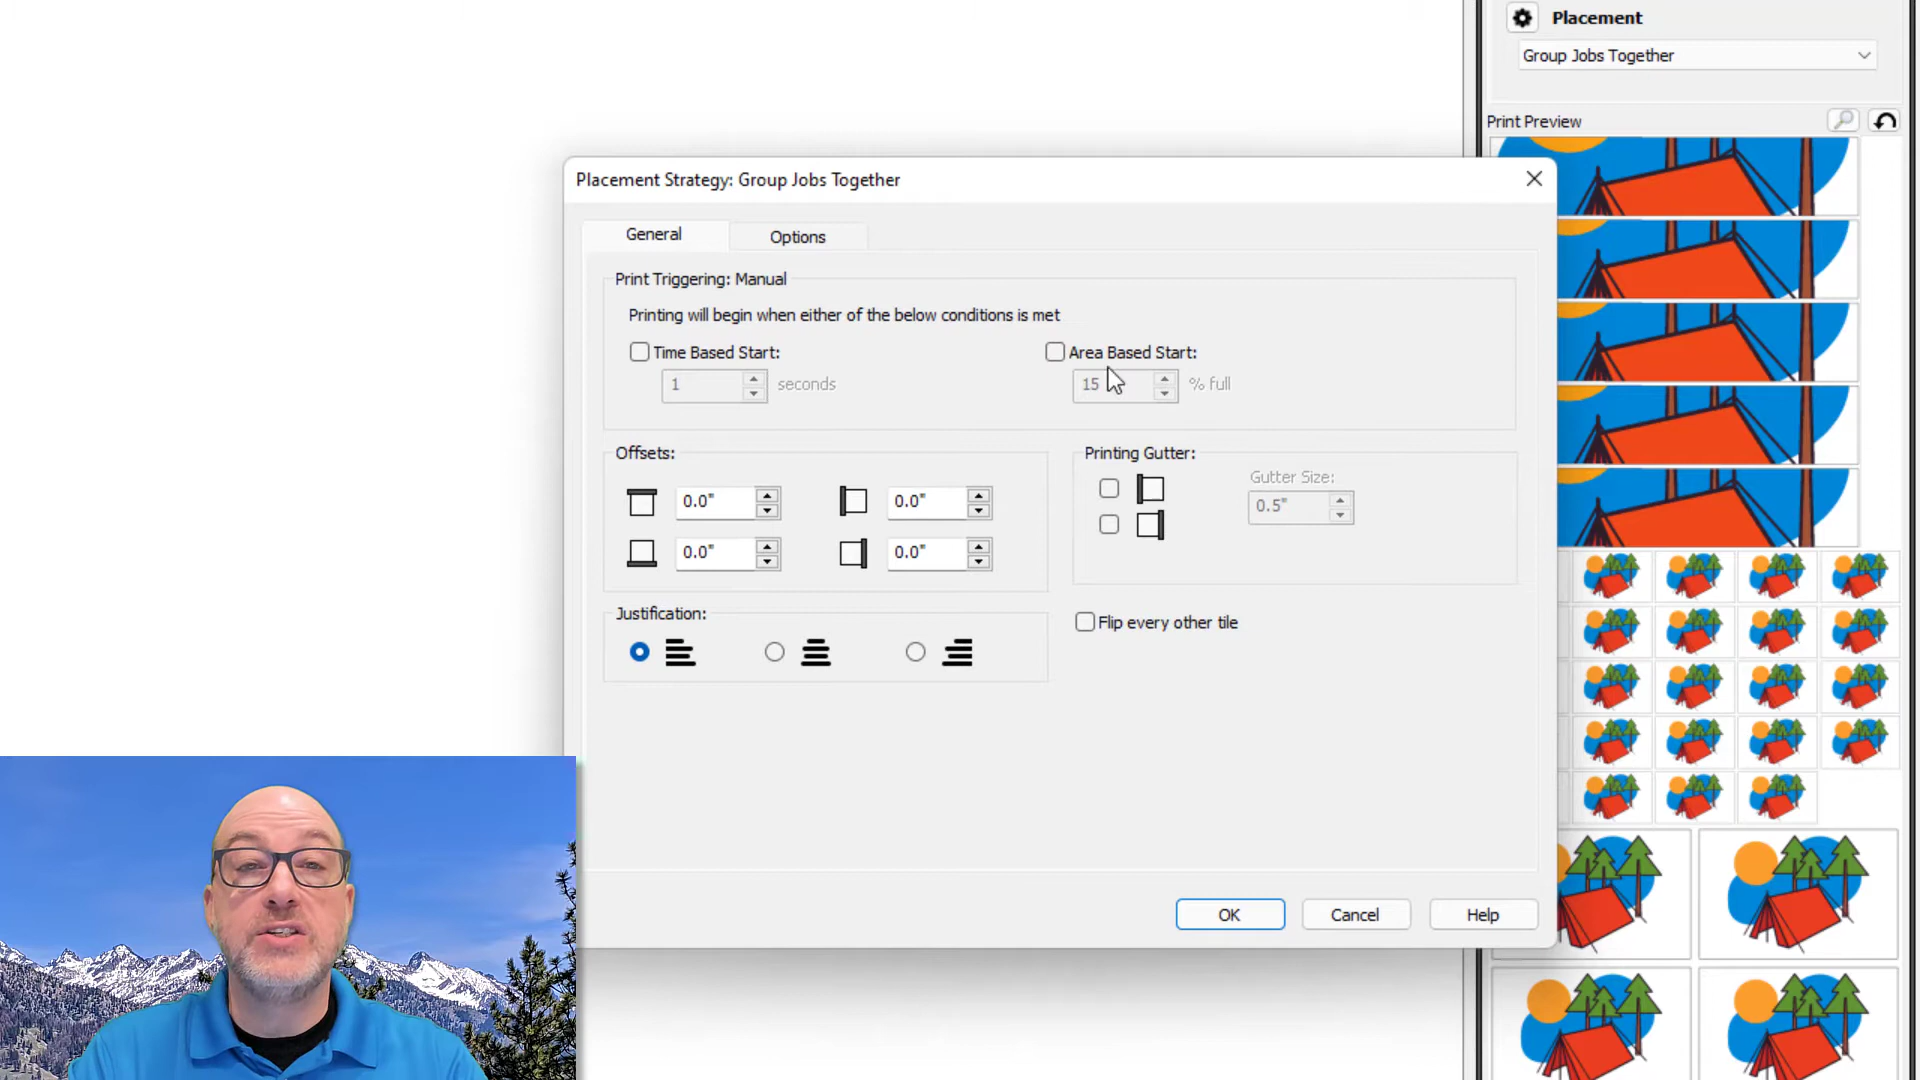 Placement
Group Jobs Together
Print Preview
Placement Strategy: Group Jobs Together
General
Options
Print Triggering: Manual
Printing will begin when either of the below conditions is met
Time Based Start:
Area Based Start:
1
seconds
15
% full
Offsets:
Printing Gutter:
Gutter Size:
0.0"
0.0"
0.5"
0.0"
0.0"
Justification:
Flip every other tile
OK
Cancel
Help